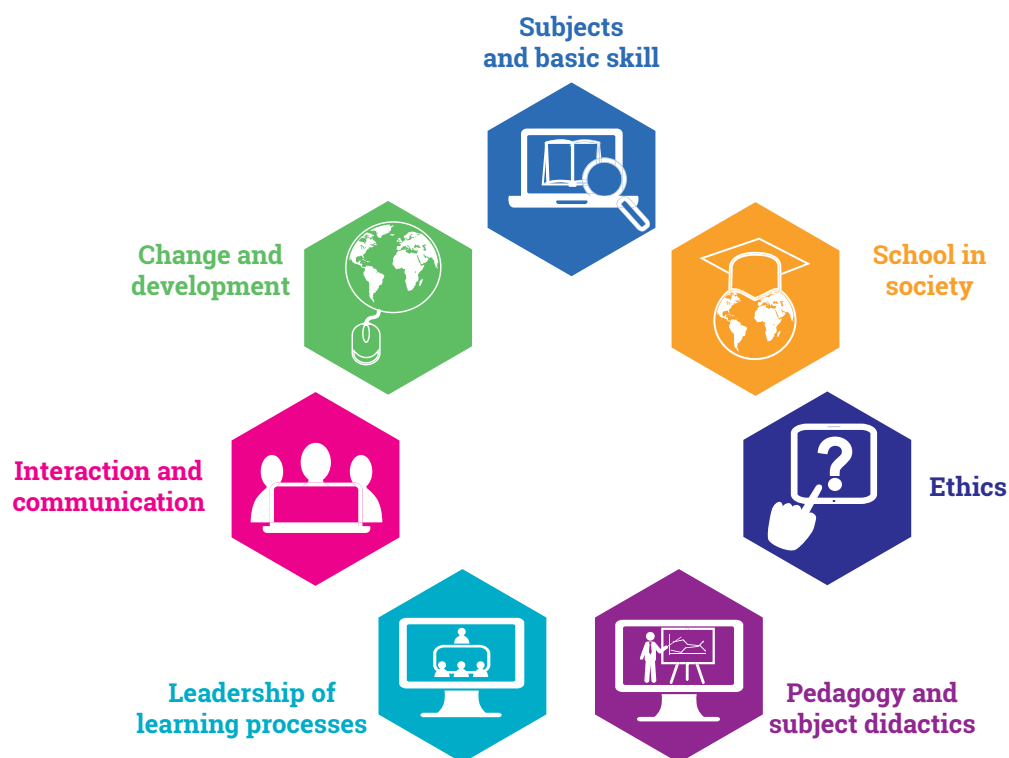 Subjects
and basic skill
Change and
development
School in
society
Interaction and
communication
Ethics
Leadership of
learning processes
Pedagogy and
subject didactics